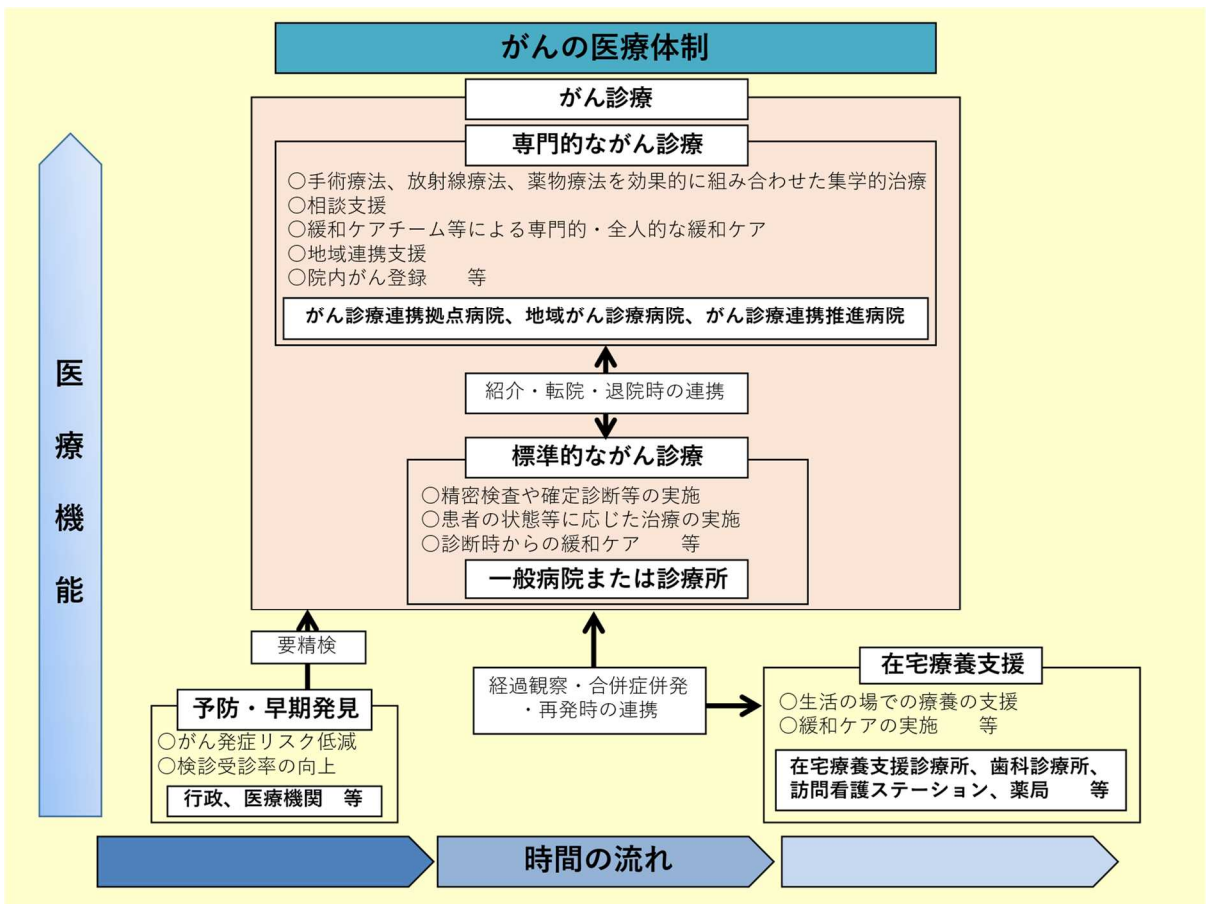 がんの医療体制
がん診療
専門的ながん診療
○手術療法、放射線療法、薬物療法を効果的に組み合わせた集学的治療
○相談支援
○緩和ケアチーム等による専門的・全人的な緩和ケア
○地域連携支援
○院内がん登録　　等
がん診療連携拠点病院、地域がん診療病院、がん診療連携推進病院
紹介・転院・退院時の連携
標準的ながん診療
○精密検査や確定診断等の実施
○患者の状態等に応じた治療の実施
○診断時からの緩和ケア　　等
一般病院または診療所
医療機能
要精検
予防・早期発見
○がん発症リスク低減
○検診受診率の向上
行政、医療機関　等
経過観察・合併症併発
・再発時の連携
在宅療養支援
○生活の場での療養の支援
○緩和ケアの実施　　等
在宅療養支援診療所、歯科診療所、
訪問看護ステーション、薬局　　等
時間の流れ